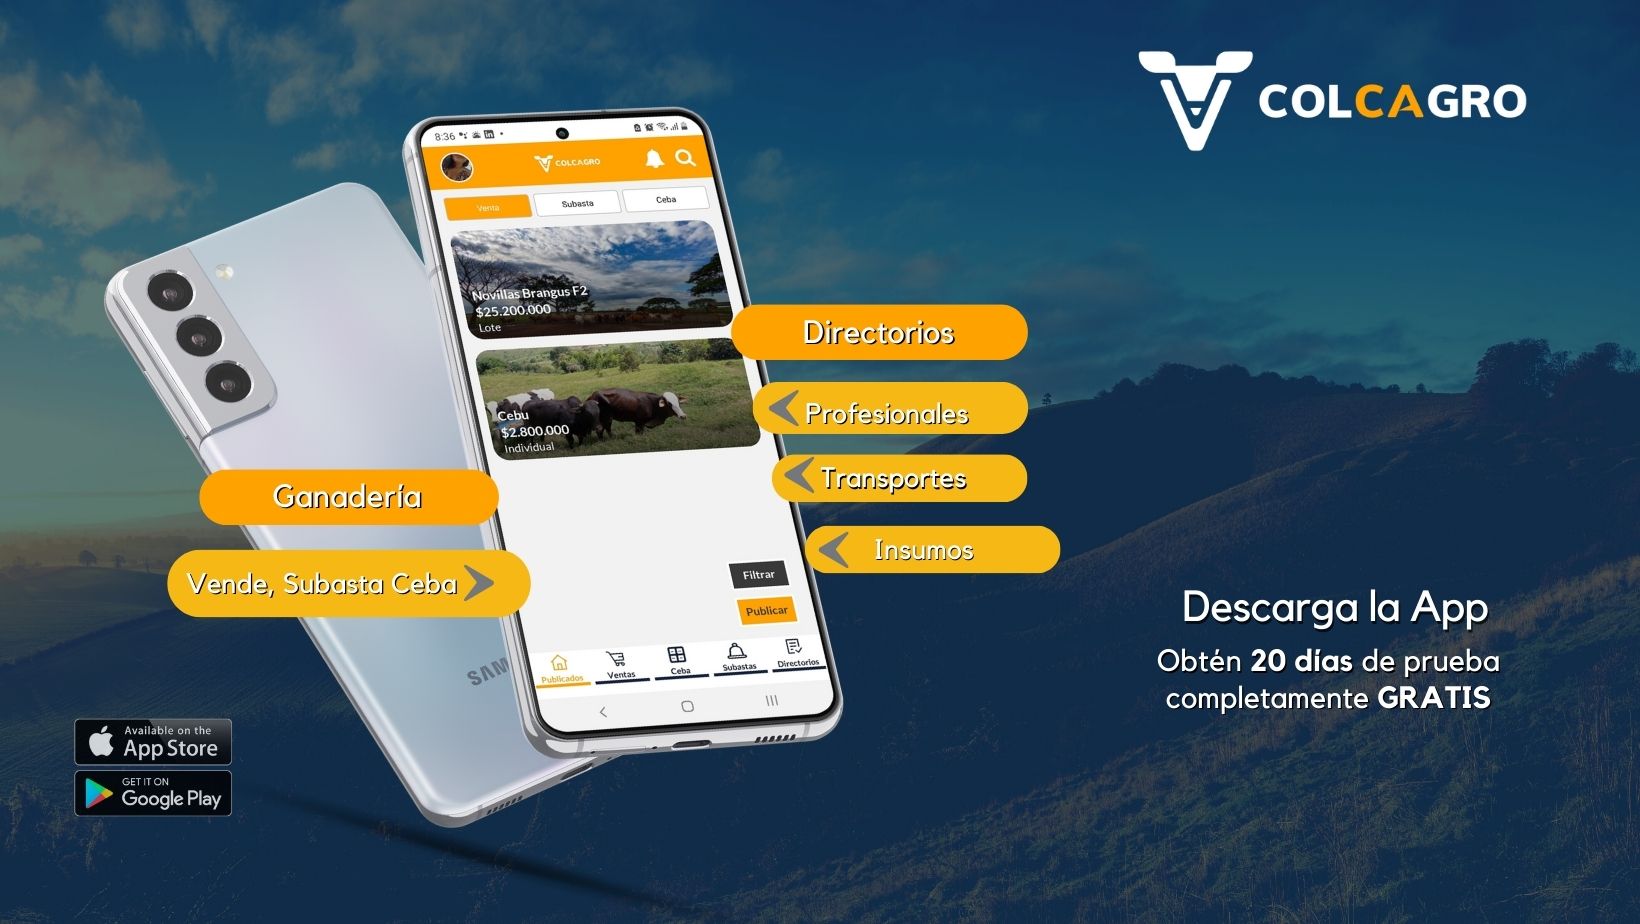 COLCAGRO
8:36
COLCAGRO
Venta
Subasta
Ceba
Novillas Brangus F2
$25.200.000
Lote
Cebu
$2.800.000
Individual
Directorios
Profesionales
Transportes
Insumos
Ganadería
Vende, Subasta Ceba
Filtrar
Publicar
Publicados
Ventas
Ceba
Subastas
Directorios
SAM
Descarga la App
Obtén 20 días de prueba
completamente GRATIS
Available on the
App Store
GET IT ON
Google Play